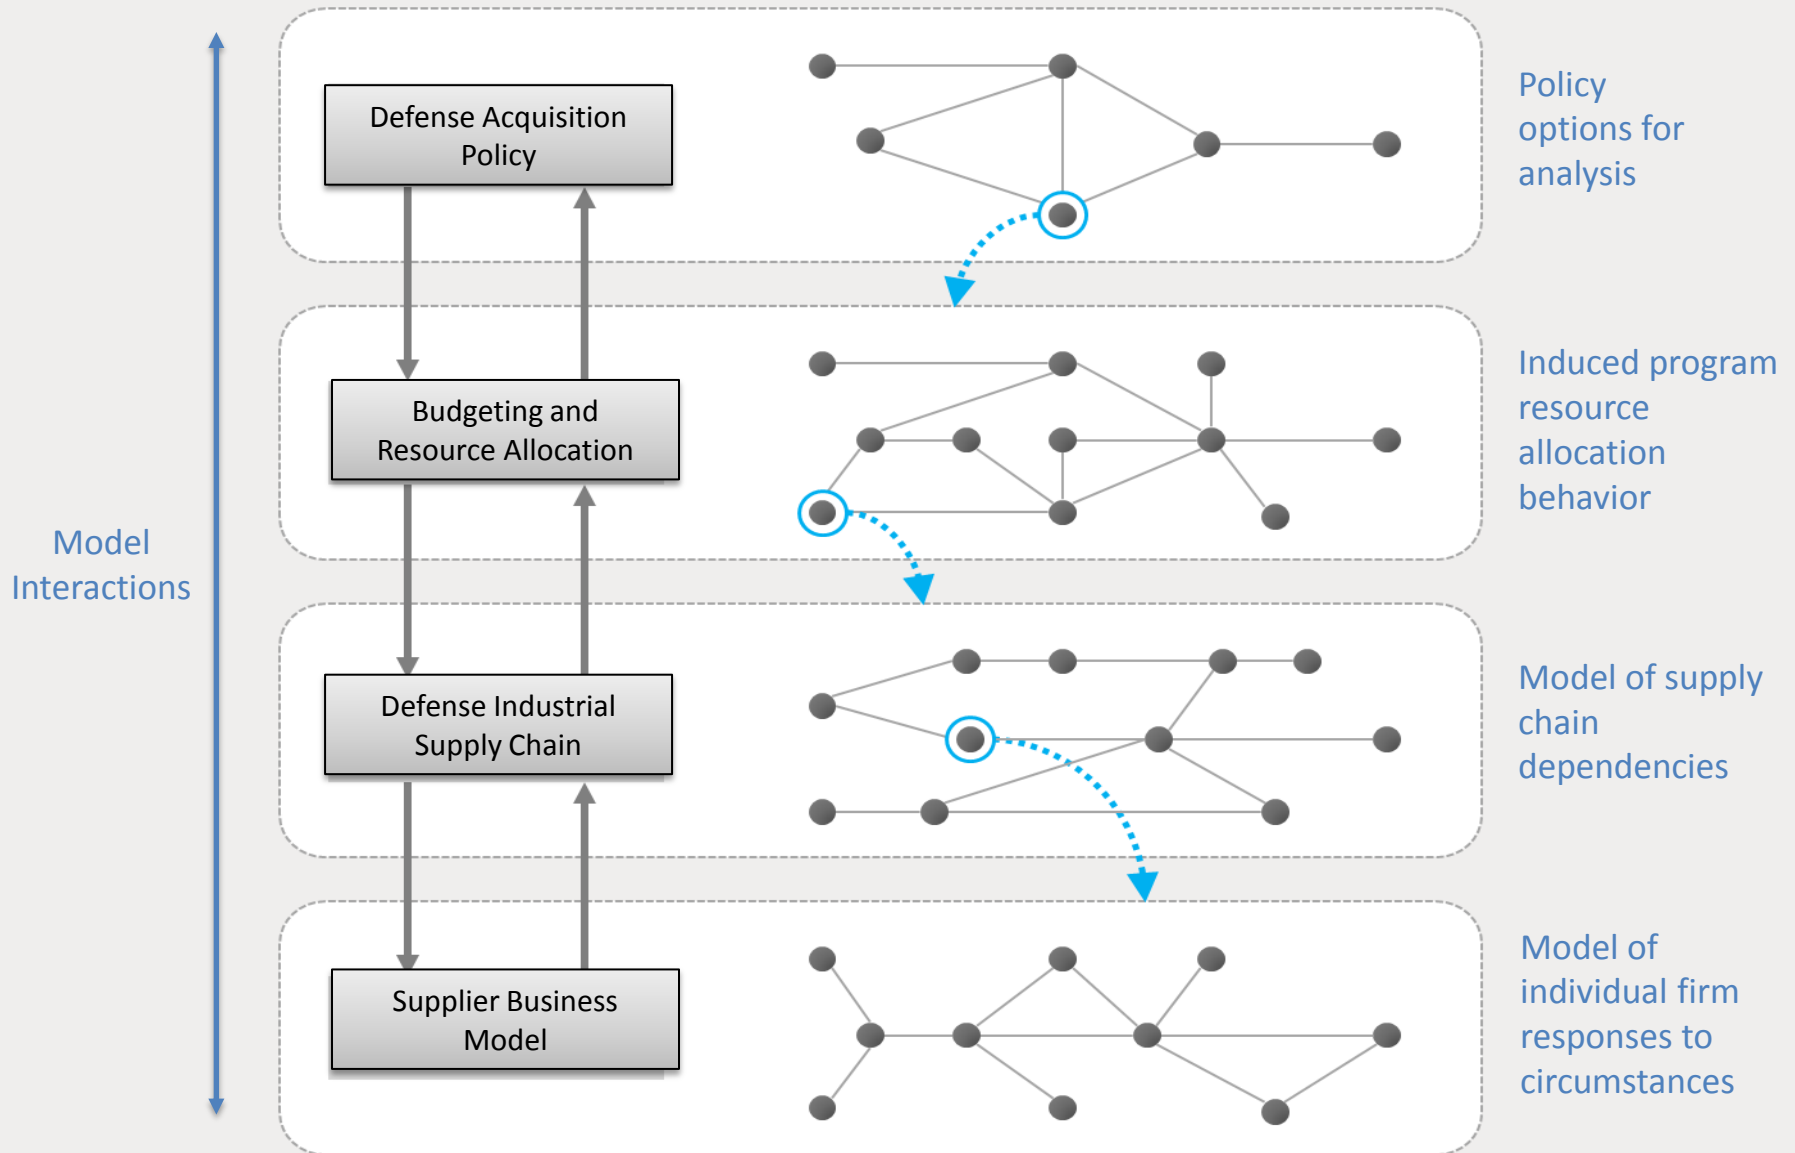 Defense Acquisition
Policy
Policy
options for
analysis
Budgeting and
Resource Allocation
Induced program
resource
allocation
behavior
Model
Interactions
Defense Industrial
Supply Chain
Model of supply
chain
dependencies
Supplier Business
Model
Model of
individual firm
responses to
circumstances